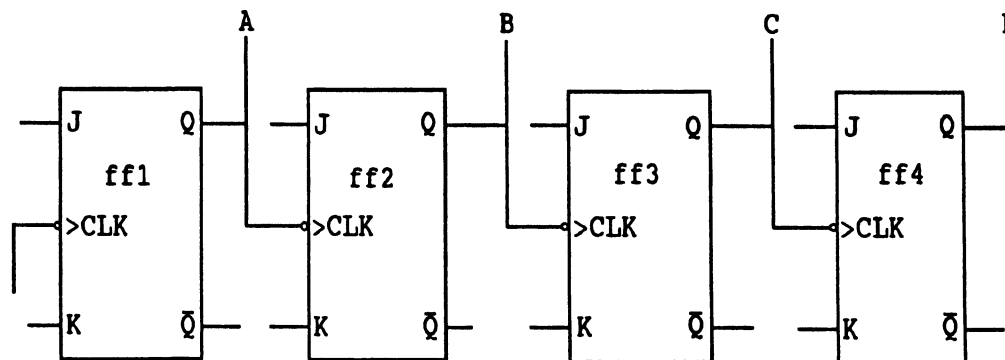 A B C
J Q J Q J Q J Q
ff1 ff2 ff3 ff4
>CLK >CLK >CLK >CLK
K Q̄ K Q̄ K Q̄ K Q̄